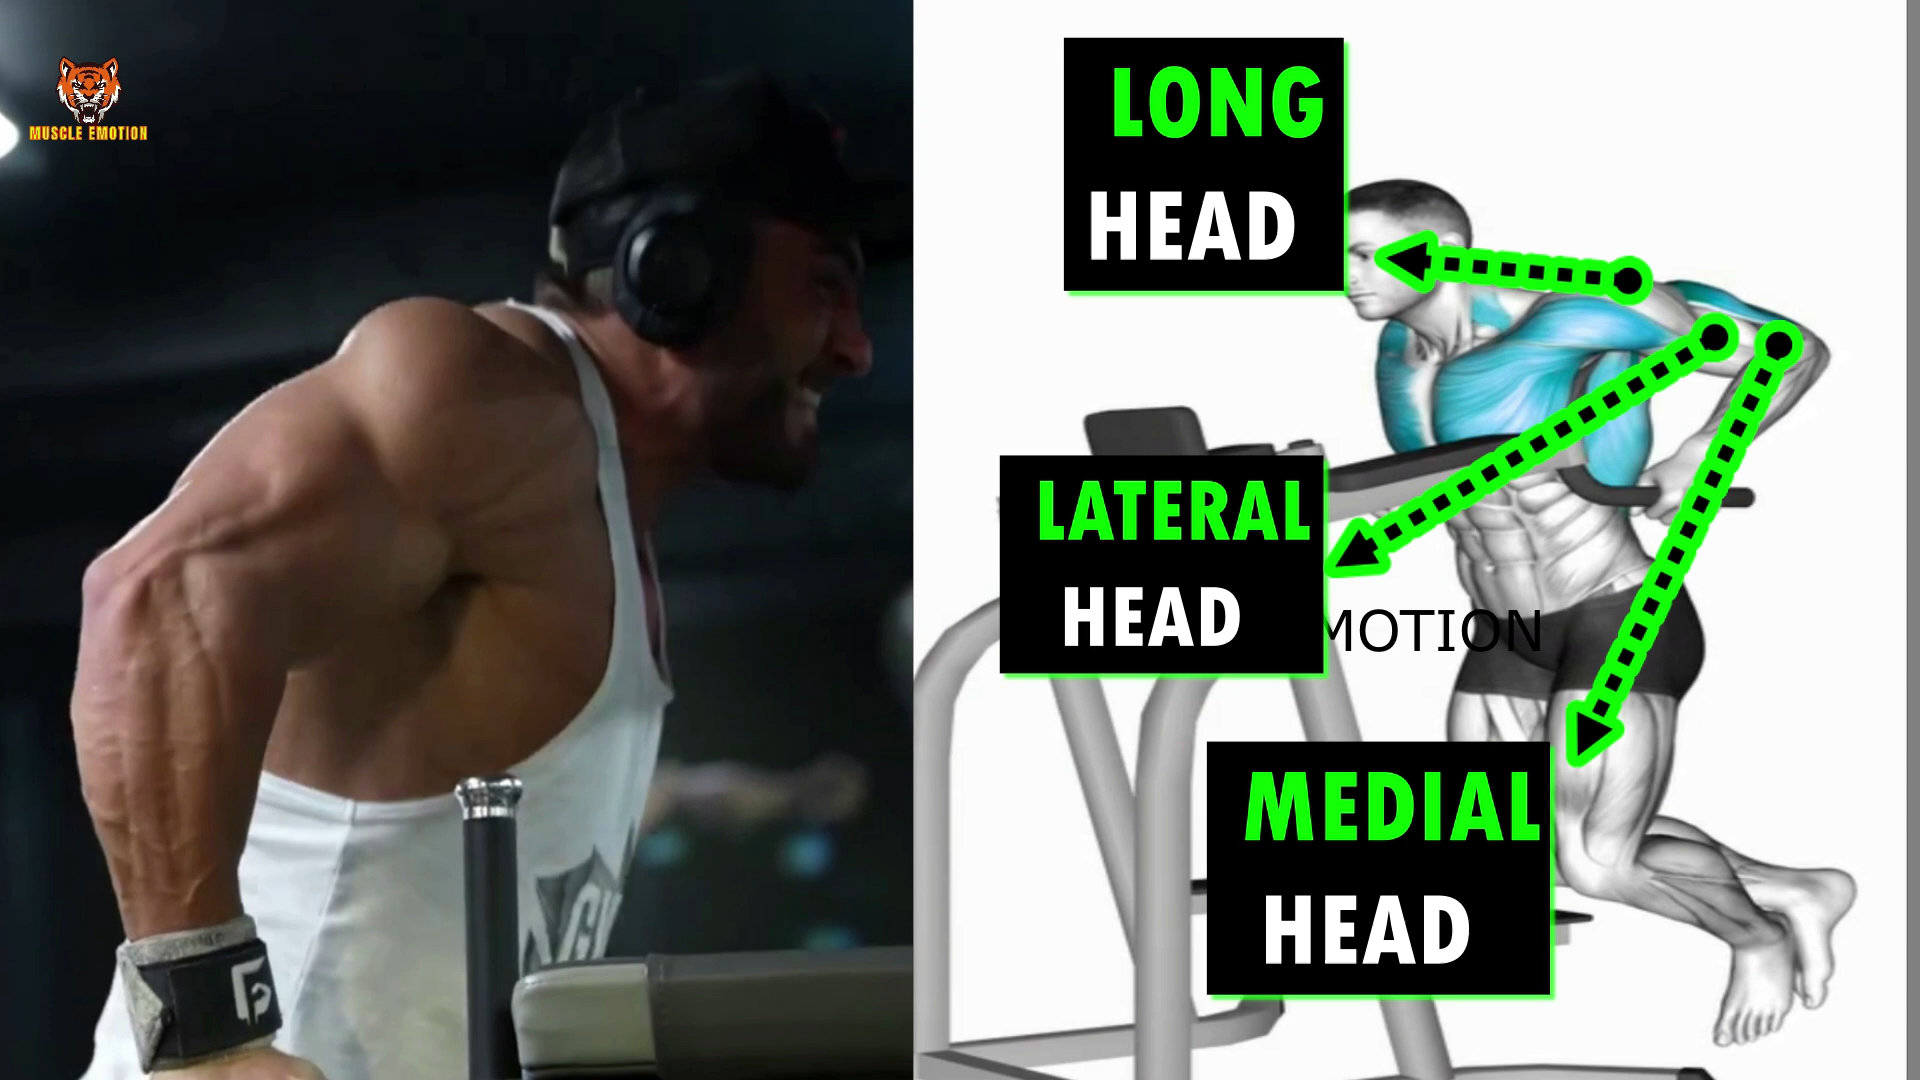 MUSCLE EMOTION
LONG
HEAD
LATERAL
HEAD
MOTION
MEDIAL
HEAD